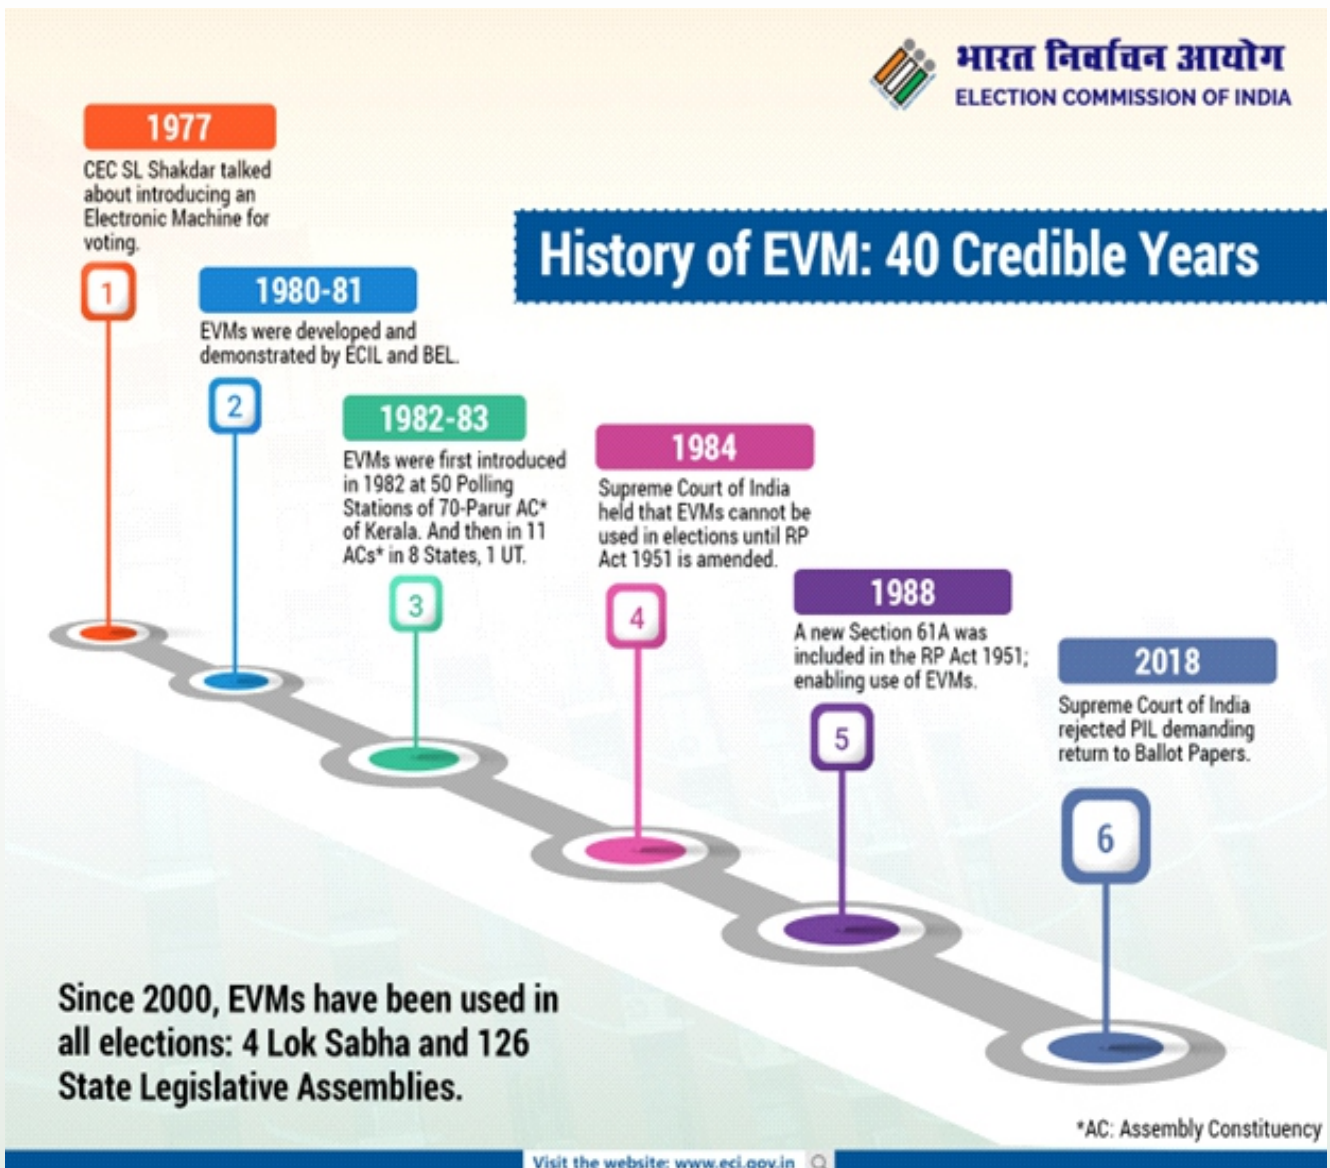 भारत निर्वाचन आयोग
ELECTION COMMISSION OF INDIA
History of EVM: 40 Credible Years
1977
CEC SL Shakdar talked
about introducing an
Electronic Machine for
voting.
1
1980-81
EVMs were developed and
demonstrated by ECIL and BEL.
2
1982-83
EVMs were first introduced
in 1982 at 50 Polling
Stations of 70-Parur AC*
of Kerala. And then in 11
ACs* in 8 States, 1 UT.
3
1984
Supreme Court of India
held that EVMs cannot be
used in elections until RP
Act 1951 is amended.
4
1988
A new Section 61A was
included in the RP Act 1951;
enabling use of EVMs.
5
2018
Supreme Court of India
rejected PIL demanding
return to Ballot Papers.
6
Since 2000, EVMs have been used in
all elections: 4 Lok Sabha and 126
State Legislative Assemblies.
*AC: Assembly Constituency
Visit the website: www.eci.gov.in